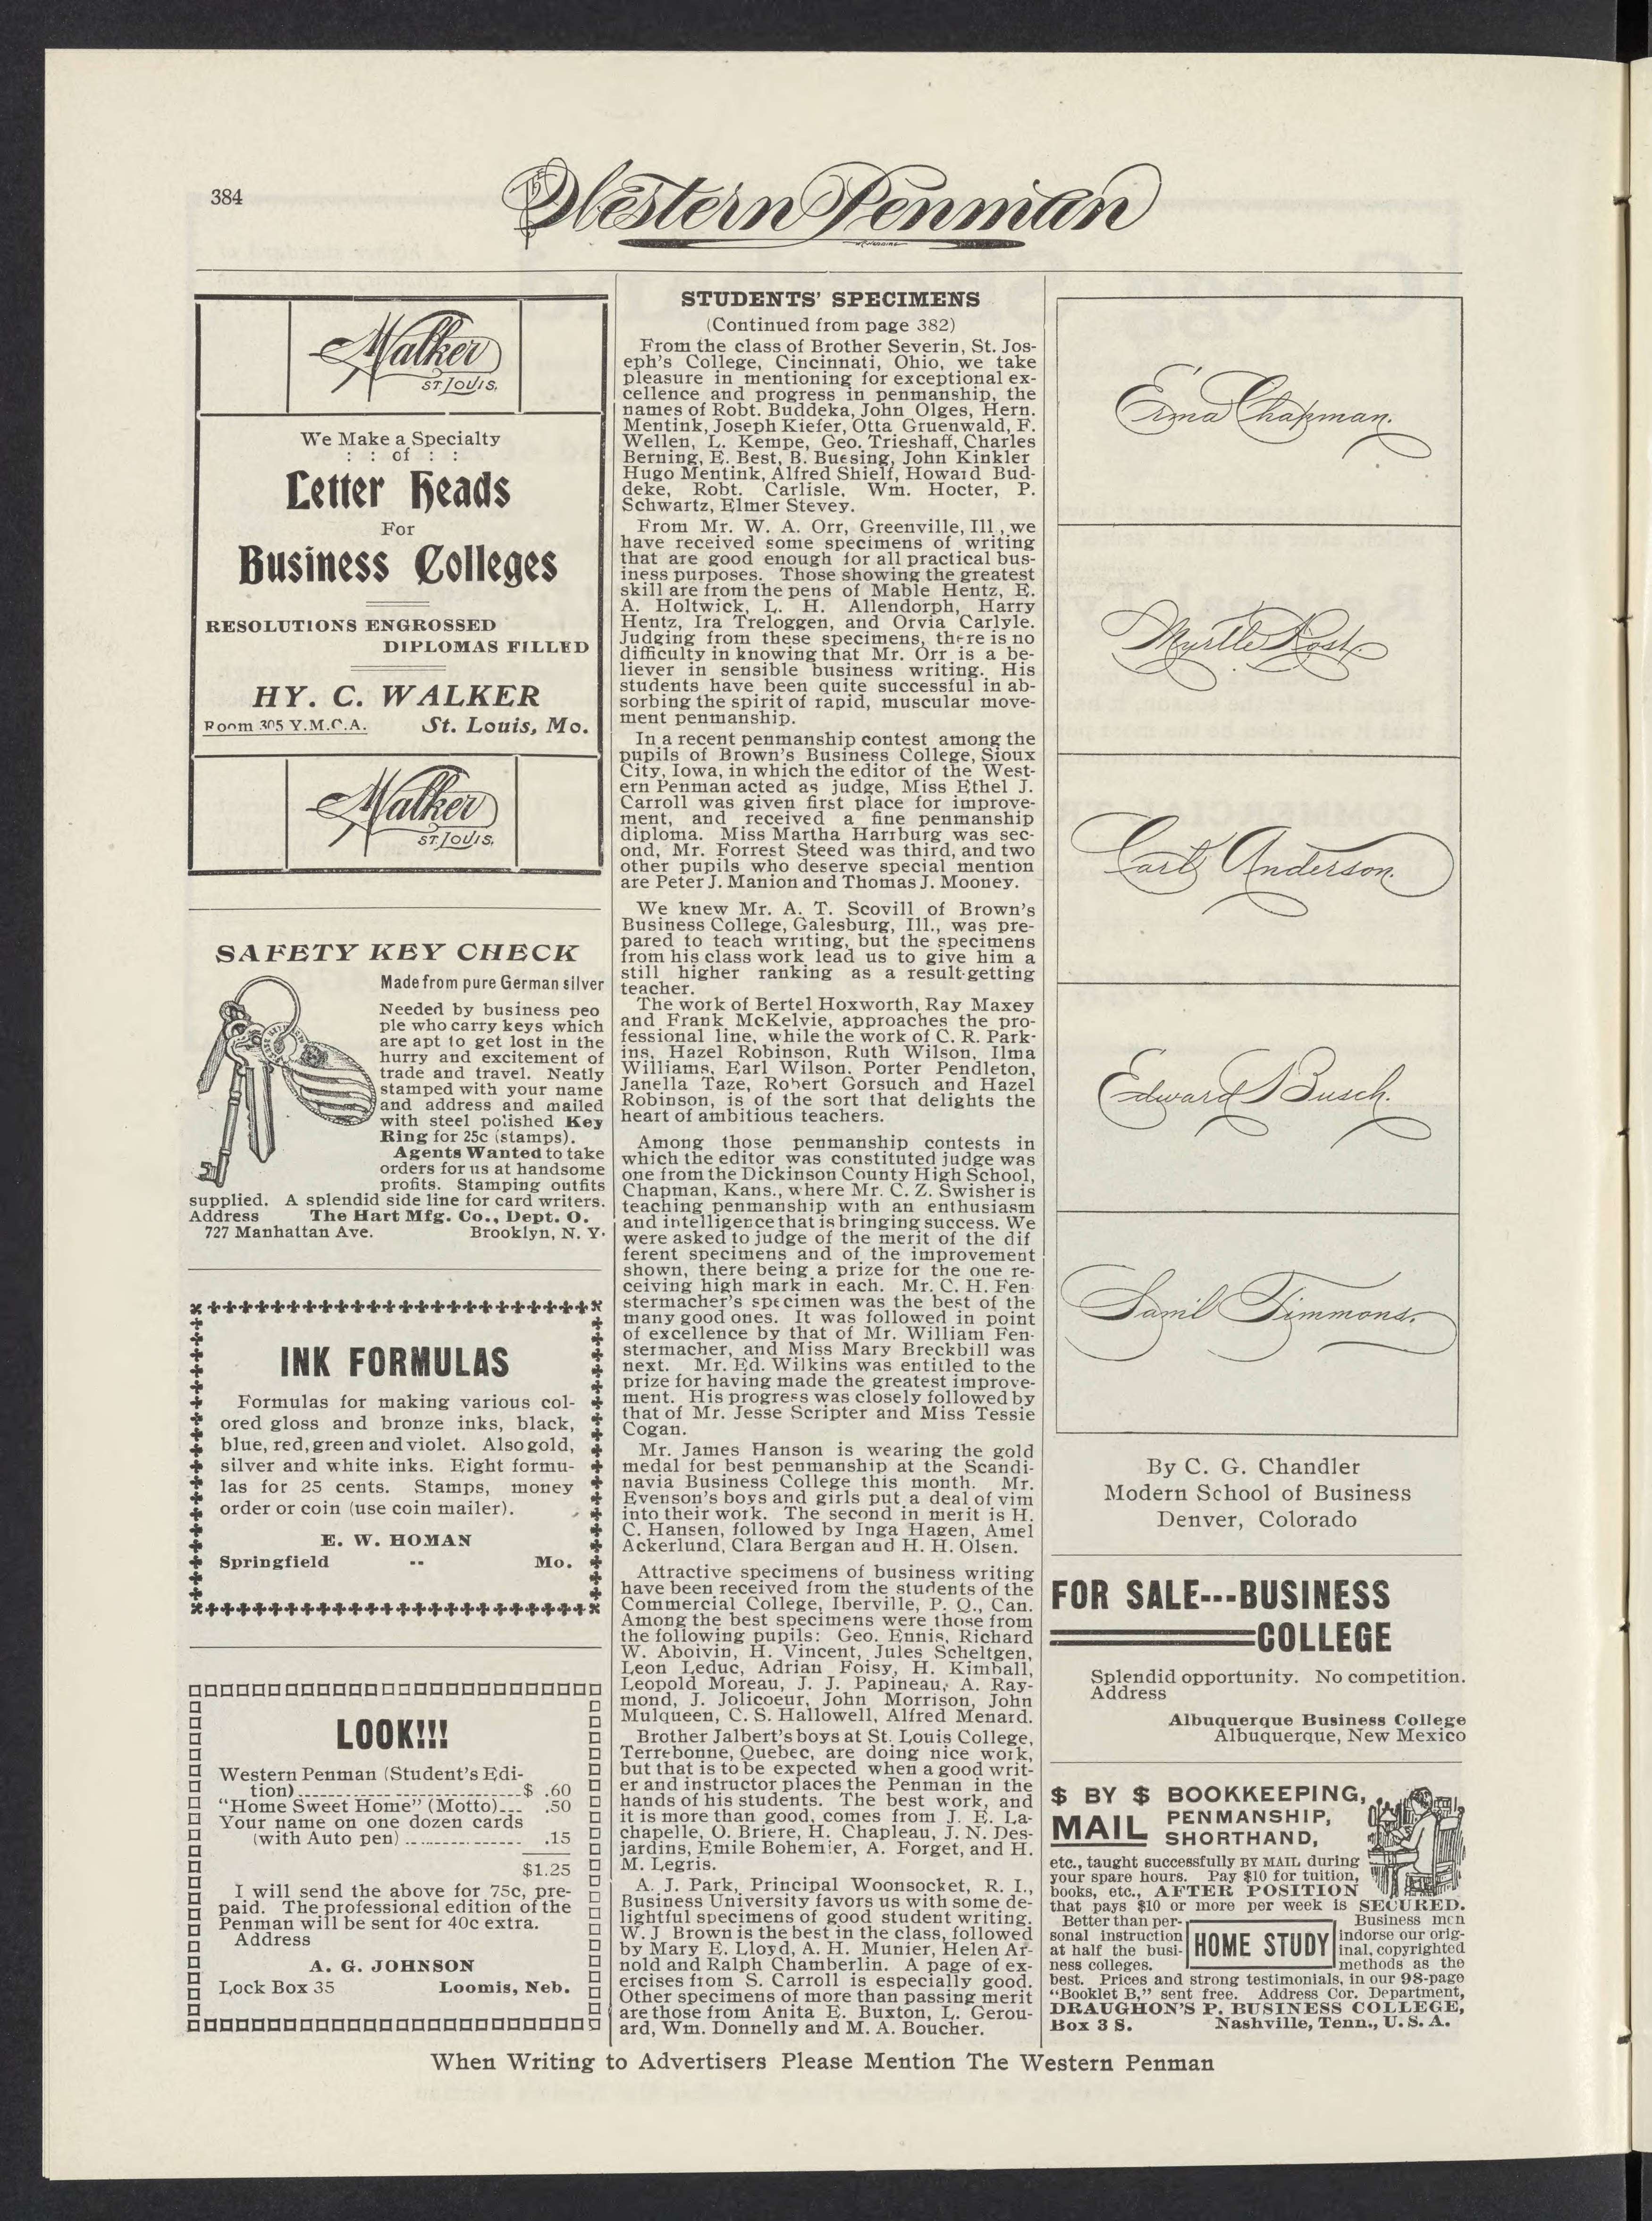 384
The Western Penman
Walker
ST. LOUIS.
We Make a Specialty
: : of : :
Letter Heads
For
Business Colleges
RESOLUTIONS ENGROSSED
DIPLOMAS FILLED
HY. C. WALKER
Room 305 Y.M.C.A. St. Louis, Mo.
Walker
ST. LOUIS.
SAFETY KEY CHECK
Made from pure German silver
Needed by business peo
ple who carry keys which
are apt to get lost in the
hurry and excitement of
trade and travel. Neatly
stamped with your name
and address and mailed
with steel polished Key
Ring for 25c (stamps).
Agents Wanted to take
orders for us at handsome
profits. Stamping outfits
supplied. A splendid side line for card writers.
Address The Hart Mfg. Co., Dept. O.
727 Manhattan Ave. Brooklyn, N. Y.
INK FORMULAS
Formulas for making various col-
ored gloss and bronze inks, black,
blue, red, green and violet. Also gold,
silver and white inks. Eight formu-
las for 25 cents. Stamps, money
order or coin (use coin mailer).
E. W. HOMAN
Springfield -- Mo.
LOOK!!!
Western Penman (Student's Edi-
tion) $ .60
"Home Sweet Home" (Motto) .50
Your name on one dozen cards
(with Auto pen) .15
$1.25
I will send the above for 75c, pre-
paid. The professional edition of the
Penman will be sent for 40c extra.
Address
A. G. JOHNSON
Lock Box 35 Loomis, Neb.
STUDENTS' SPECIMENS
(Continued from page 382)
From the class of Brother Severin, St. Jos-
eph's College, Cincinnati, Ohio, we take
pleasure in mentioning for exceptional ex-
cellence and progress in penmanship, the
names of Robt. Buddeka, John Olges, Hern.
Mentink, Joseph Kiefer, Otta Gruenwald, F.
Wellen, L. Kempe, Geo. Trieshaff, Charles
Berning, E. Best, B. Buesing, John Kinkler
Hugo Mentink, Alfred Shielf, Howard Bud-
deke, Robt. Carlisle, Wm. Hocter, P.
Schwartz, Elmer Stevey.
From Mr. W. A. Orr, Greenville, Ill , we
have received some specimens of writing
that are good enough for all practical bus-
iness purposes. Those showing the greatest
skill are from the pens of Mable Hentz, E.
A. Holtwick, L. H. Allendorph, Harry
Hentz, Ira Treloggen, and Orvia Carlyle.
Judging from these specimens, there is no
difficulty in knowing that Mr. Orr is a be-
liever in sensible business writing. His
students have been quite successful in ab-
sorbing the spirit of rapid, muscular move-
ment penmanship.
In a recent penmanship contest among the
pupils of Brown's Business College, Sioux
City, Iowa, in which the editor of the West-
ern Penman acted as judge, Miss Ethel J.
Carroll was given first place for improve-
ment, and received a fine penmanship
diploma. Miss Martha Harrburg was sec-
ond, Mr. Forrest Steed was third, and two
other pupils who deserve special mention
are Peter J. Manion and Thomas J. Mooney.
We knew Mr. A. T. Scovill of Brown's
Business College, Galesburg, Ill., was pre-
pared to teach writing, but the specimens
from his class work lead us to give him a
still higher ranking as a result-getting
teacher.
The work of Bertel Hoxworth, Ray Maxey
and Frank McKelvie, approaches the pro-
fessional line, while the work of C. R. Park-
ins, Hazel Robinson, Ruth Wilson, Ilma
Williams, Earl Wilson, Porter Pendleton,
Janella Taze, Robert Gorsuch and Hazel
Robinson, is of the sort that delights the
heart of ambitious teachers.
Among those penmanship contests in
which the editor was constituted judge was
one from the Dickinson County High School,
Chapman, Kans., where Mr. C. Z. Swisher is
teaching penmanship with an enthusiasm
and intelligence that is bringing success. We
were asked to judge of the merit of the dif
ferent specimens and of the improvement
shown, there being a prize for the one re-
ceiving high mark in each. Mr. C. H. Fen-
stermacher's specimen was the best of the
many good ones. It was followed in point
of excellence by that of Mr. William Fen-
stermacher, and Miss Mary Breckbill was
next. Mr. Ed. Wilkins was entitled to the
prize for having made the greatest improve-
ment. His progress was closely followed by
that of Mr. Jesse Scripter and Miss Tessie
Cogan.
Mr. James Hanson is wearing the gold
medal for best penmanship at the Scandi-
navia Business College this month. Mr.
Evenson's boys and girls put a deal of vim
into their work. The second in merit is H.
C. Hansen, followed by Inga Hagen, Amel
Ackerlund, Clara Bergan and H. H. Olsen.
Attractive specimens of business writing
have been received from the students of the
Commercial College, Iberville, P. Q., Can.
Among the best specimens were those from
the following pupils: Geo. Ennis, Richard
W. Aboivin, H. Vincent, Jules Scheltgen,
Leon Leduc, Adrian Foisy, H. Kimball,
Leopold Moreau, J. J. Papineau, A. Ray-
mond, J. Jolicoeur, John Morrison, John
Mulqueen, C. S. Hallowell, Alfred Menard.
Brother Jalbert's boys at St. Louis College,
Terrebonne, Quebec, are doing nice work,
but that is to be expected when a good writ-
er and instructor places the Penman in the
hands of his students. The best work, and
it is more than good, comes from J. E. La-
chapelle, O. Briere, H. Chapleau, J. N. Des-
jardins, Emile Bohemier, A. Forget, and H.
M. Legris.
A. J. Park, Principal Woonsocket, R. I.,
Business University favors us with some de-
lightful specimens of good student writing.
W. J Brown is the best in the class, followed
by Mary E. Lloyd, A. H. Munier, Helen Ar-
nold and Ralph Chamberlin. A page of ex-
ercises from S. Carroll is especially good.
Other specimens of more than passing merit
are those from Anita E. Buxton, L. Gerou-
ard, Wm. Donnelly and M. A. Boucher.
Erma Chapman.
Myrtle Rost.
Carl Anderson.
Edward Busch.
Saml Timmons.
By C. G. Chandler
Modern School of Business
Denver, Colorado
FOR SALE---BUSINESS
COLLEGE
Splendid opportunity. No competition.
Address
Albuquerque Business College
Albuquerque, New Mexico
$ BY $ BOOKKEEPING,
MAIL PENMANSHIP,
SHORTHAND,
etc., taught successfully BY MAIL during
your spare hours. Pay $10 for tuition,
books, etc., AFTER POSITION
that pays $10 or more per week is SECURED.
Better than per-
sonal instruction
at half the busi-
ness colleges.
HOME STUDY
Business men
indorse our orig-
inal, copyrighted
methods as the
best. Prices and strong testimonials, in our 98-page
"Booklet B," sent free. Address Cor. Department,
DRAUGHON'S P. BUSINESS COLLEGE,
Box 3 S. Nashville, Tenn., U. S. A.
When Writing to Advertisers Please Mention The Western Penman